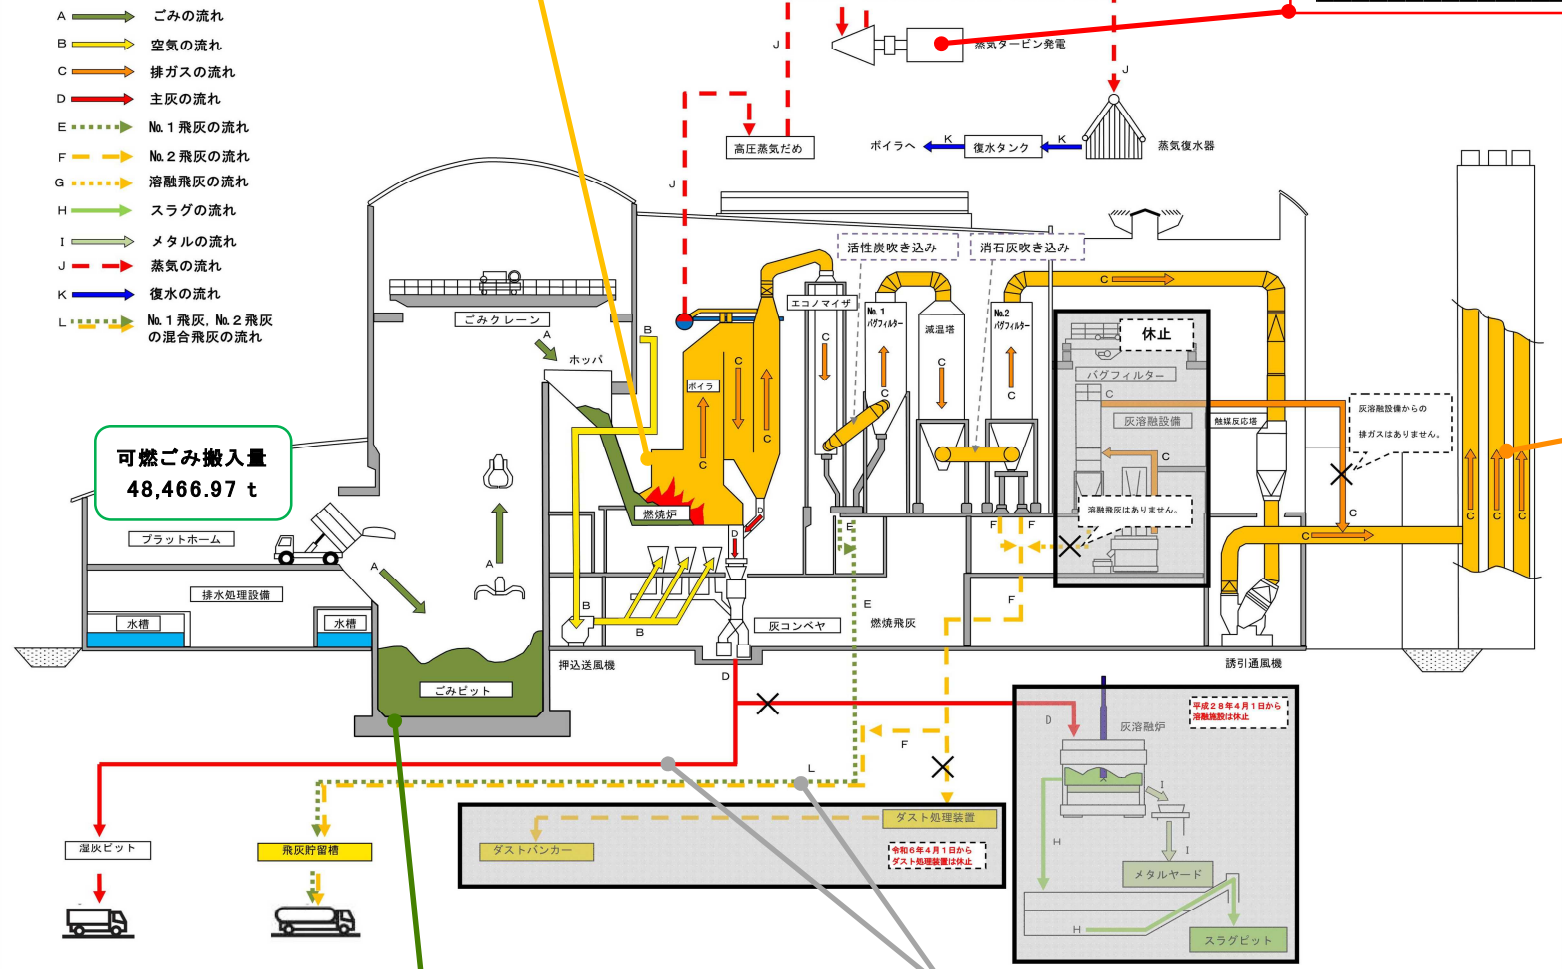 A ごみの流れ
B 空気の流れ
C 排ガスの流れ
D 主灰の流れ
E №1飛灰の流れ
F №2飛灰の流れ
G 溶融飛灰の流れ
H スラグの流れ
I メタルの流れ
J 蒸気の流れ
K 復水の流れ
L №1飛灰, №2飛灰
の混合飛灰の流れ
J
蒸気タービン発電
J
高圧蒸気だめ
ボイラへ
K
復水タンク
K
蒸気復水器
J
活性炭吹き込み
消石灰吹き込み
C
ごみクレーン
A
ホッパ
B
エコノマイザ
№1
バグフィルター
減温塔
№2
バグフィルター
休止
バグフィルター
ボイラ
C
C
C
C
C
C
C
C
C
灰溶融設備
触媒反応塔
灰溶融設備からの
排ガスはありません。
C
可燃ごみ搬入量
48,466.97 t
燃焼炉
D
D
E
F
F
溶融飛灰はありません。
C
C
C
C
C
プラットホーム
A
A
排水処理設備
水槽
水槽
B
B
灰コンベヤ
E
燃焼飛灰
F
押込送風機
誘引通風機
ごみピット
D
D
灰溶融炉
平成28年4月1日から
溶融施設は休止
F
L
I
ダスト処理装置
ダストバンカー
令和6年4月1日から
ダスト処理装置は休止
湿灰ピット
飛灰貯留槽
H
I
メタルヤード
H
スラグピット